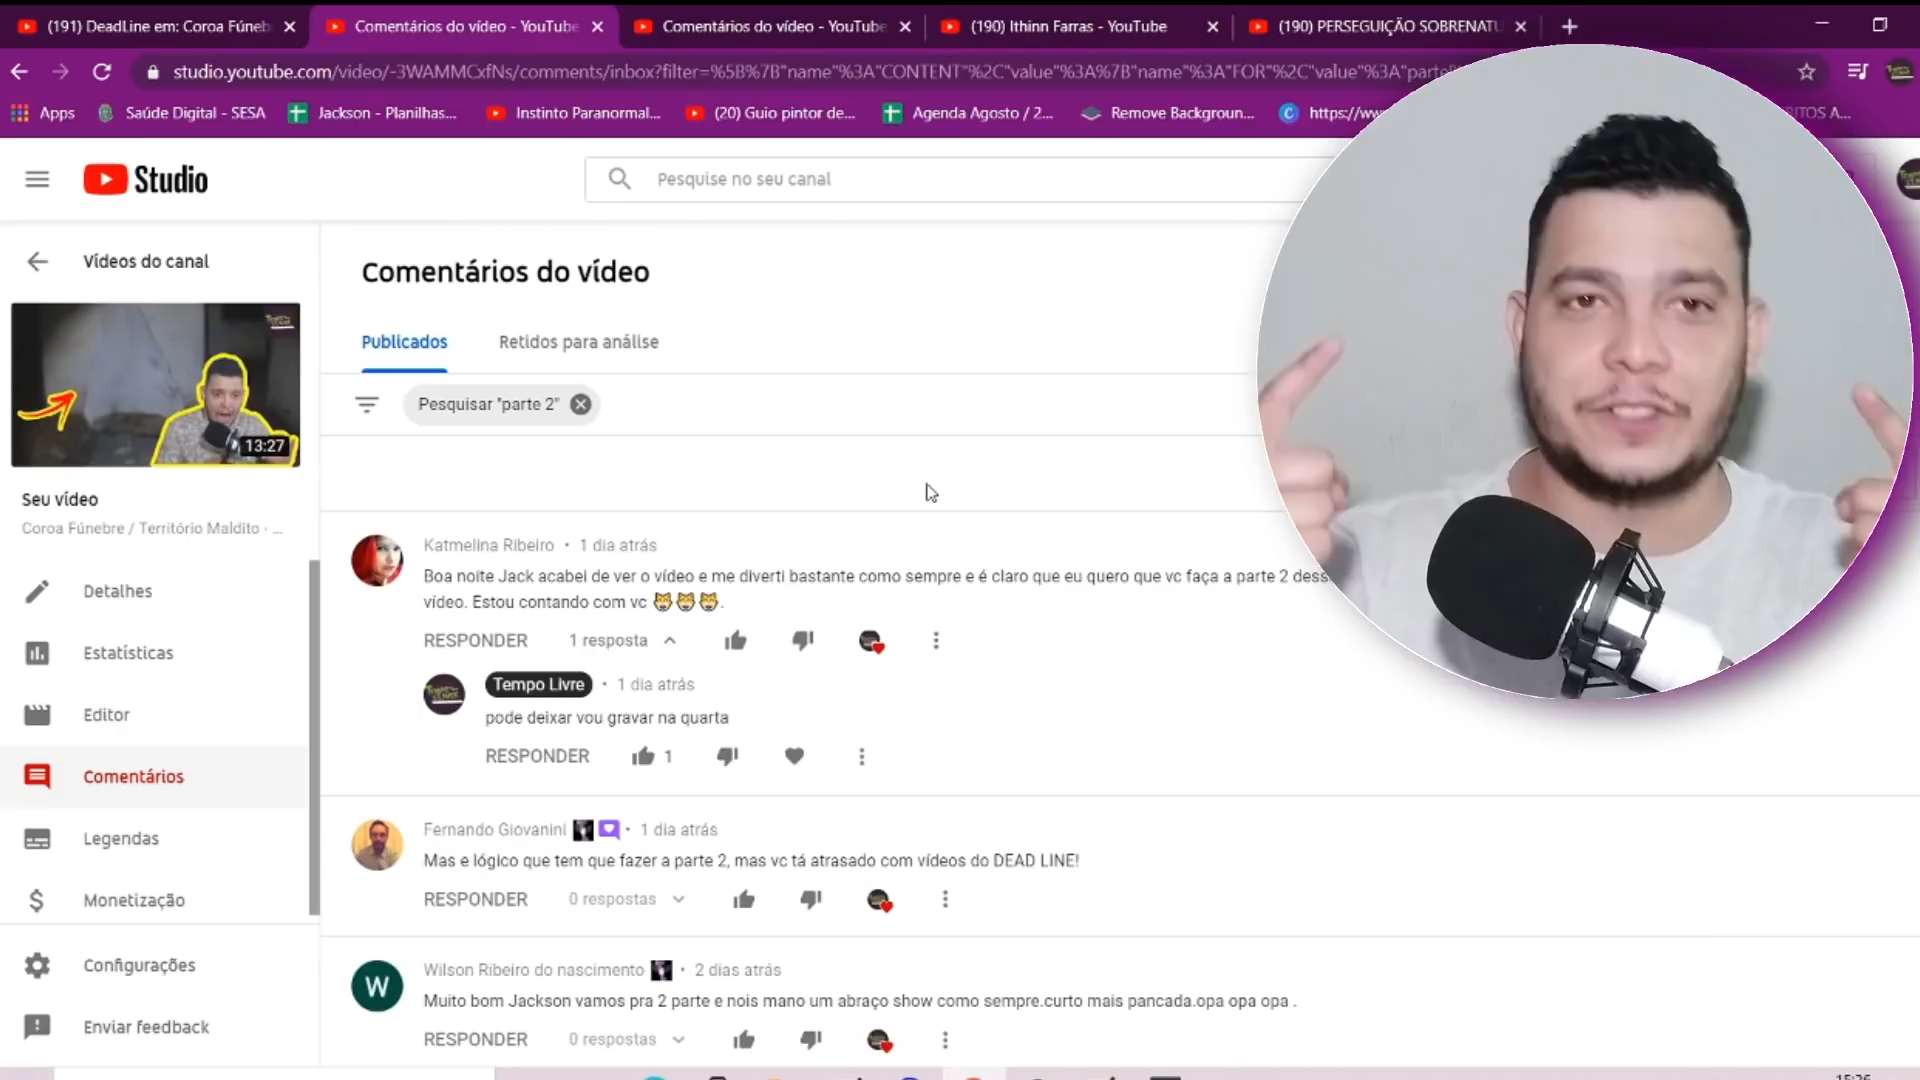 (191) DeadLine em: Coroa Fúneb
Comentários do vídeo - YouTube
Comentários do vídeo - YouTube
(190) Ithinn Farras - YouTube
(190) PERSEGUIÇÃO SOBRENATU
studio.youtube.com/video/-3WAMMCxfNs/comments/inbox?filter=%5B%7B"name"%3A"CONTENT"%2C"value"%3A%7B"name"%3A"FOR"%2C"value"%3A"parte%
Apps
Saúde Digital - SESA
Jackson - Planilhas...
Instinto Paranormal...
(20) Guio pintor de...
Agenda Agosto / 2...
Remove Backgroun...
https://ww
ITOS A...
Studio
Pesquise no seu canal
Vídeos do canal
13:27
Seu vídeo
Coroa Fúnebre / Território Maldito - ...
Detalhes
Estatísticas
Editor
Comentários
Legendas
Monetização
Configurações
Enviar feedback
Comentários do vídeo
Publicados
Retidos para análise
Pesquisar "parte 2"
Katmelina Ribeiro • 1 dia atrás
Boa noite Jack acabei de ver o vídeo e me diverti bastante como sempre e é claro que eu quero que vc faça a parte 2 dess
vídeo. Estou contando com vc 😹😹😹.
RESPONDER 1 resposta
Tempo Livre • 1 dia atrás
pode deixar vou gravar na quarta
RESPONDER 1
Fernando Giovanini • 1 dia atrás
Mas e lógico que tem que fazer a parte 2, mas vc tá atrasado com vídeos do DEAD LINE!
RESPONDER 0 respostas
W
Wilson Ribeiro do nascimento • 2 dias atrás
Muito bom Jackson vamos pra 2 parte e nois mano um abraço show como sempre.curto mais pancada.opa opa opa .
RESPONDER 0 respostas